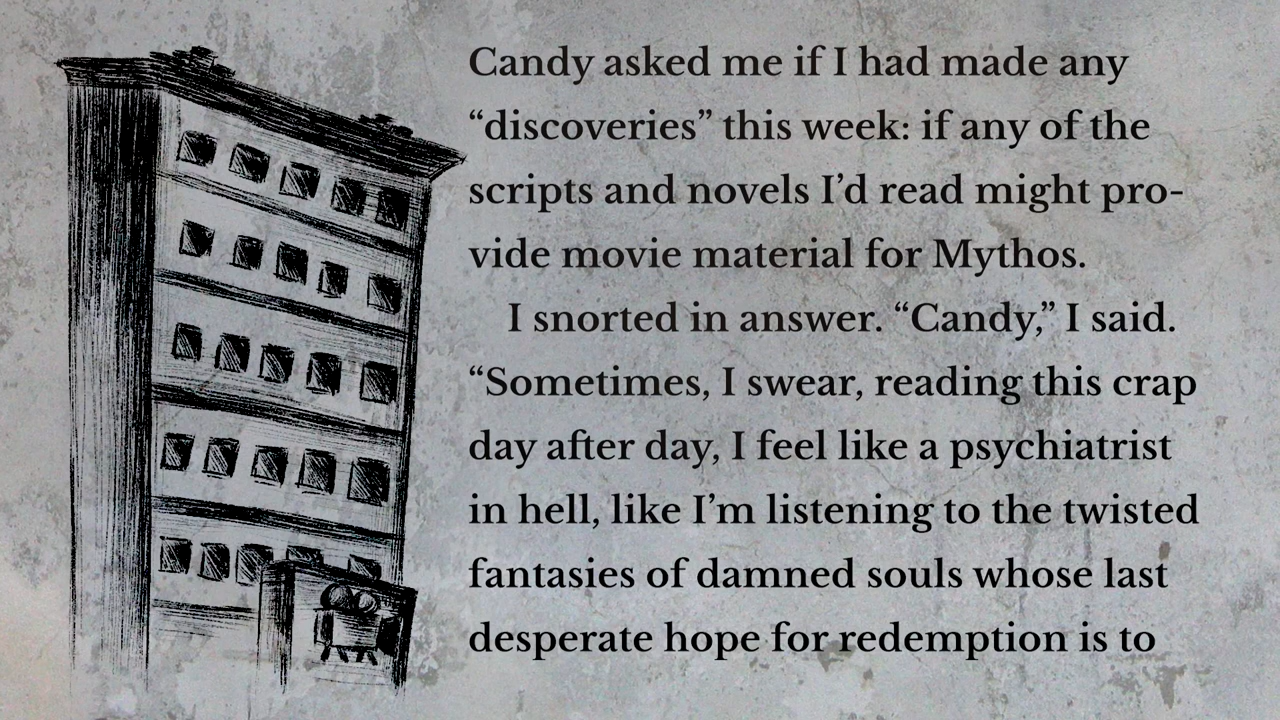 Candy asked me if I had made any
“discoveries” this week: if any of the
scripts and novels I’d read might pro-
vide movie material for Mythos.
I snorted in answer. “Candy,” I said.
“Sometimes, I swear, reading this crap
day after day, I feel like a psychiatrist
in hell, like I’m listening to the twisted
fantasies of damned souls whose last
desperate hope for redemption is to